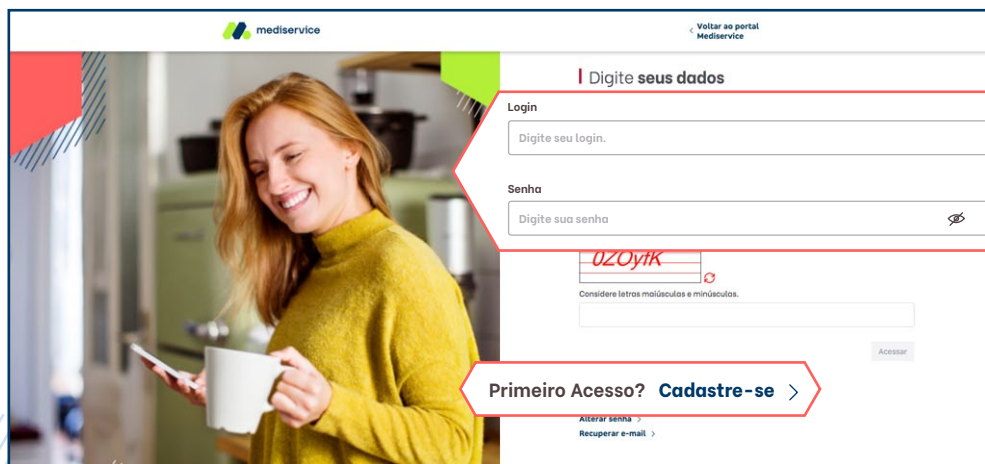 mediservice
Voltar ao portal
Mediservice
Digite seus dados
Login
Digite seu login.
Senha
Digite sua senha
0ZOyfK
Considere letras maiúsculas e minúsculas.
Acessar
Primeiro Acesso? Cadastre-se
Alterar senha
Recuperar e-mail